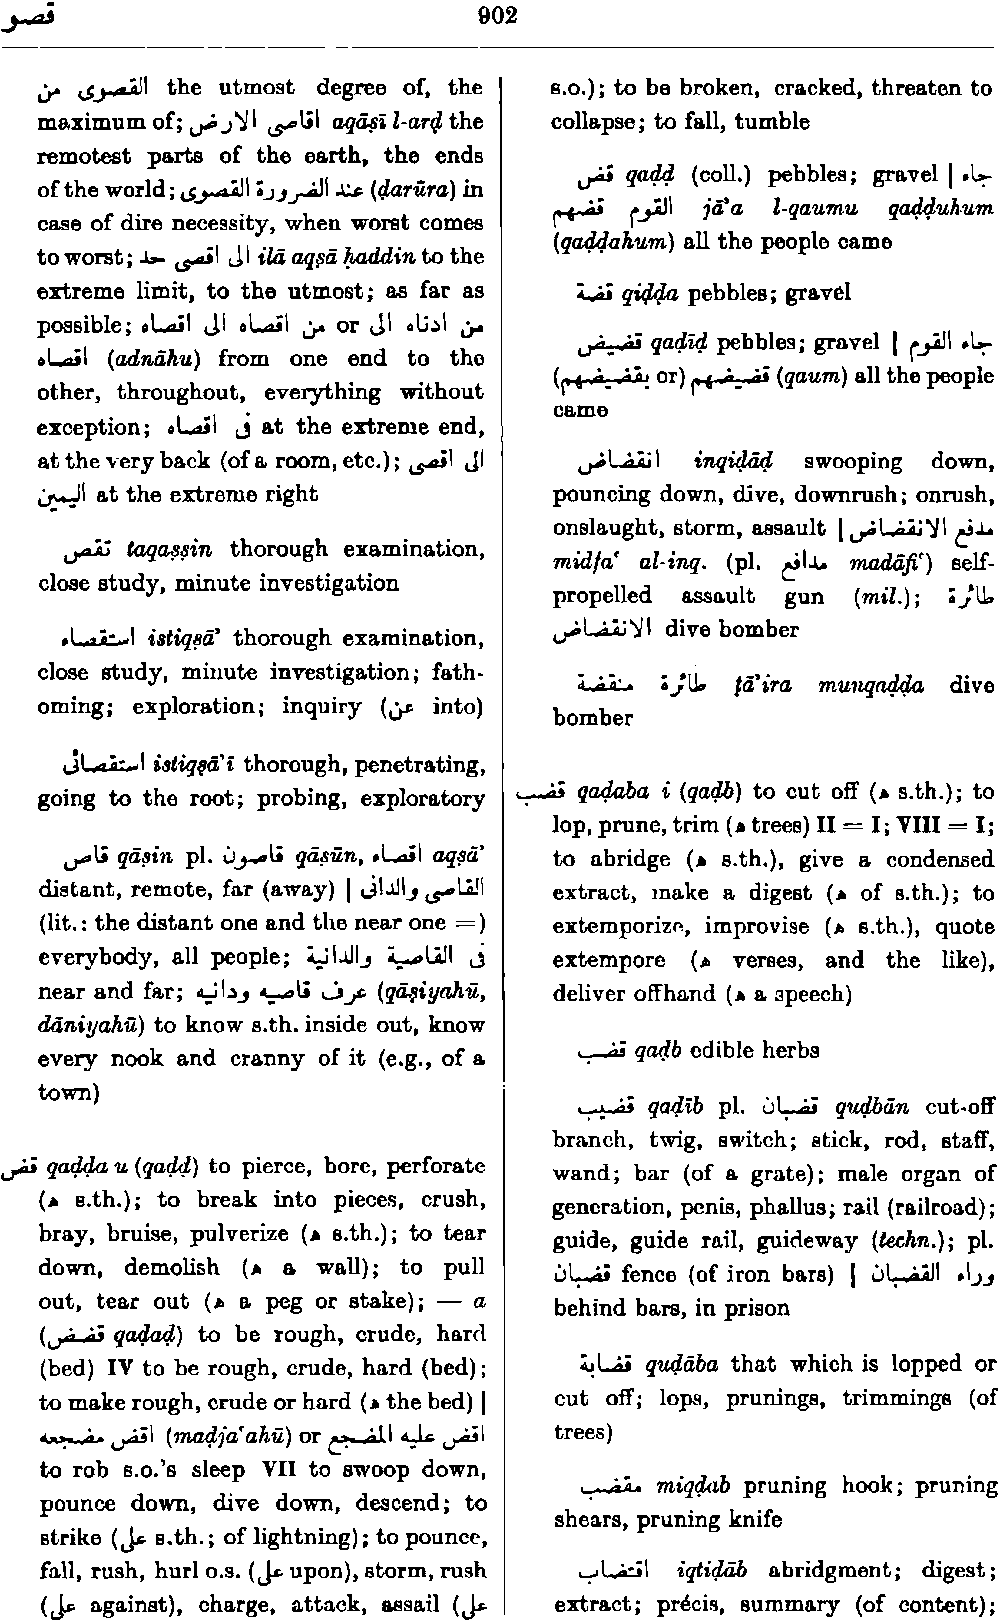 قصو
902
القصوى من the utmost degree of, the
maximum of; اقاصى الارض aqāṣī l-arḍ the
remotest parts of the earth, the ends
of the world; عند الضرورة القصوى (ḍarūra) in
case of dire necessity, when worst comes
to worst; الى اقصى حد ilā aqṣā ḥaddin to the
extreme limit, to the utmost; as far as
possible; من اقصاه الى اقصاه or من ادناه الى
اقصاه (adnāhu) from one end to the
other, throughout, everything without
exception; فى اقصاه at the extreme end,
at the very back (of a room, etc.); الى اقصى
اليمين at the extreme right
تقص taqaṣṣin thorough examination,
close study, minute investigation
استقصاء istiqṣā’ thorough examination,
close study, minute investigation; fath-
oming; exploration; inquiry (عن into)
استقصائى istiqṣā’ī thorough, penetrating,
going to the root; probing, exploratory
قاص qāṣin pl. قاصون qāṣūn, اقصاء aqṣā’
distant, remote, far (away) | القاصى والدانى
(lit.: the distant one and the near one =)
everybody, all people; فى القاصية والدانية
near and far; عرف قاصيه ودانيه (qāṣiyahū,
dāniyahū) to know s.th. inside out, know
every nook and cranny of it (e.g., of a
town)
قض qaḍḍa u (qaḍḍ) to pierce, bore, perforate
(ه s.th.); to break into pieces, crush,
bray, bruise, pulverize (ه s.th.); to tear
down, demolish (ه a wall); to pull
out, tear out (ه a peg or stake); — a
(قضض qaḍaḍ) to be rough, crude, hard
(bed) IV to be rough, crude, hard (bed);
to make rough, crude or hard (ه the bed) |
اقض مضجعه (maḍja‘ahū) or اقض عليه المضجع
to rob s.o.’s sleep VII to swoop down,
pounce down, dive down, descend; to
strike (على s.th.; of lightning); to pounce,
fall, rush, hurl o.s. (على upon), storm, rush
(على against), charge, attack, assail (على
s.o.); to be broken, cracked, threaten to
collapse; to fall, tumble
قض qaḍḍ (coll.) pebbles; gravel | جاء
القوم قضهم jā’a l-qaumu qaḍḍuhum
(qaḍḍahum) all the people came
قضة qiḍḍa pebbles; gravel
قضيض qaḍīḍ pebbles; gravel | جاء القوم
قضيضهم (or بقضيضهم) (qaum) all the people
came
انقضاض inqiḍāḍ swooping down,
pouncing down, dive, downrush; onrush,
onslaught, storm, assault | مدفع الانقضاض
midfa‘ al-inq. (pl. مدافع madāfi‘) self-
propelled assault gun (mil.); طائرة
الانقضاض dive bomber
طائرة منقضة ṭā’ira munqaḍḍa dive
bomber
قضب qaḍaba i (qaḍb) to cut off (ه s.th.); to
lop, prune, trim (ه trees) II = I; VIII = I;
to abridge (ه s.th.), give a condensed
extract, make a digest (ه of s.th.); to
extemporize, improvise (ه s.th.), quote
extempore (ه verses, and the like),
deliver offhand (ه a speech)
قضب qaḍb edible herbs
قضيب qaḍīb pl. قضبان quḍbān cut-off
branch, twig, switch; stick, rod, staff,
wand; bar (of a grate); male organ of
generation, penis, phallus; rail (railroad);
guide, guide rail, guideway (techn.); pl.
قضبان fence (of iron bars) | وراء القضبان
behind bars, in prison
قضابة quḍāba that which is lopped or
cut off; lops, prunings, trimmings (of
trees)
مقضب miqḍab pruning hook; pruning
shears, pruning knife
اقتضاب iqtiḍāb abridgment; digest;
extract; précis, summary (of content);